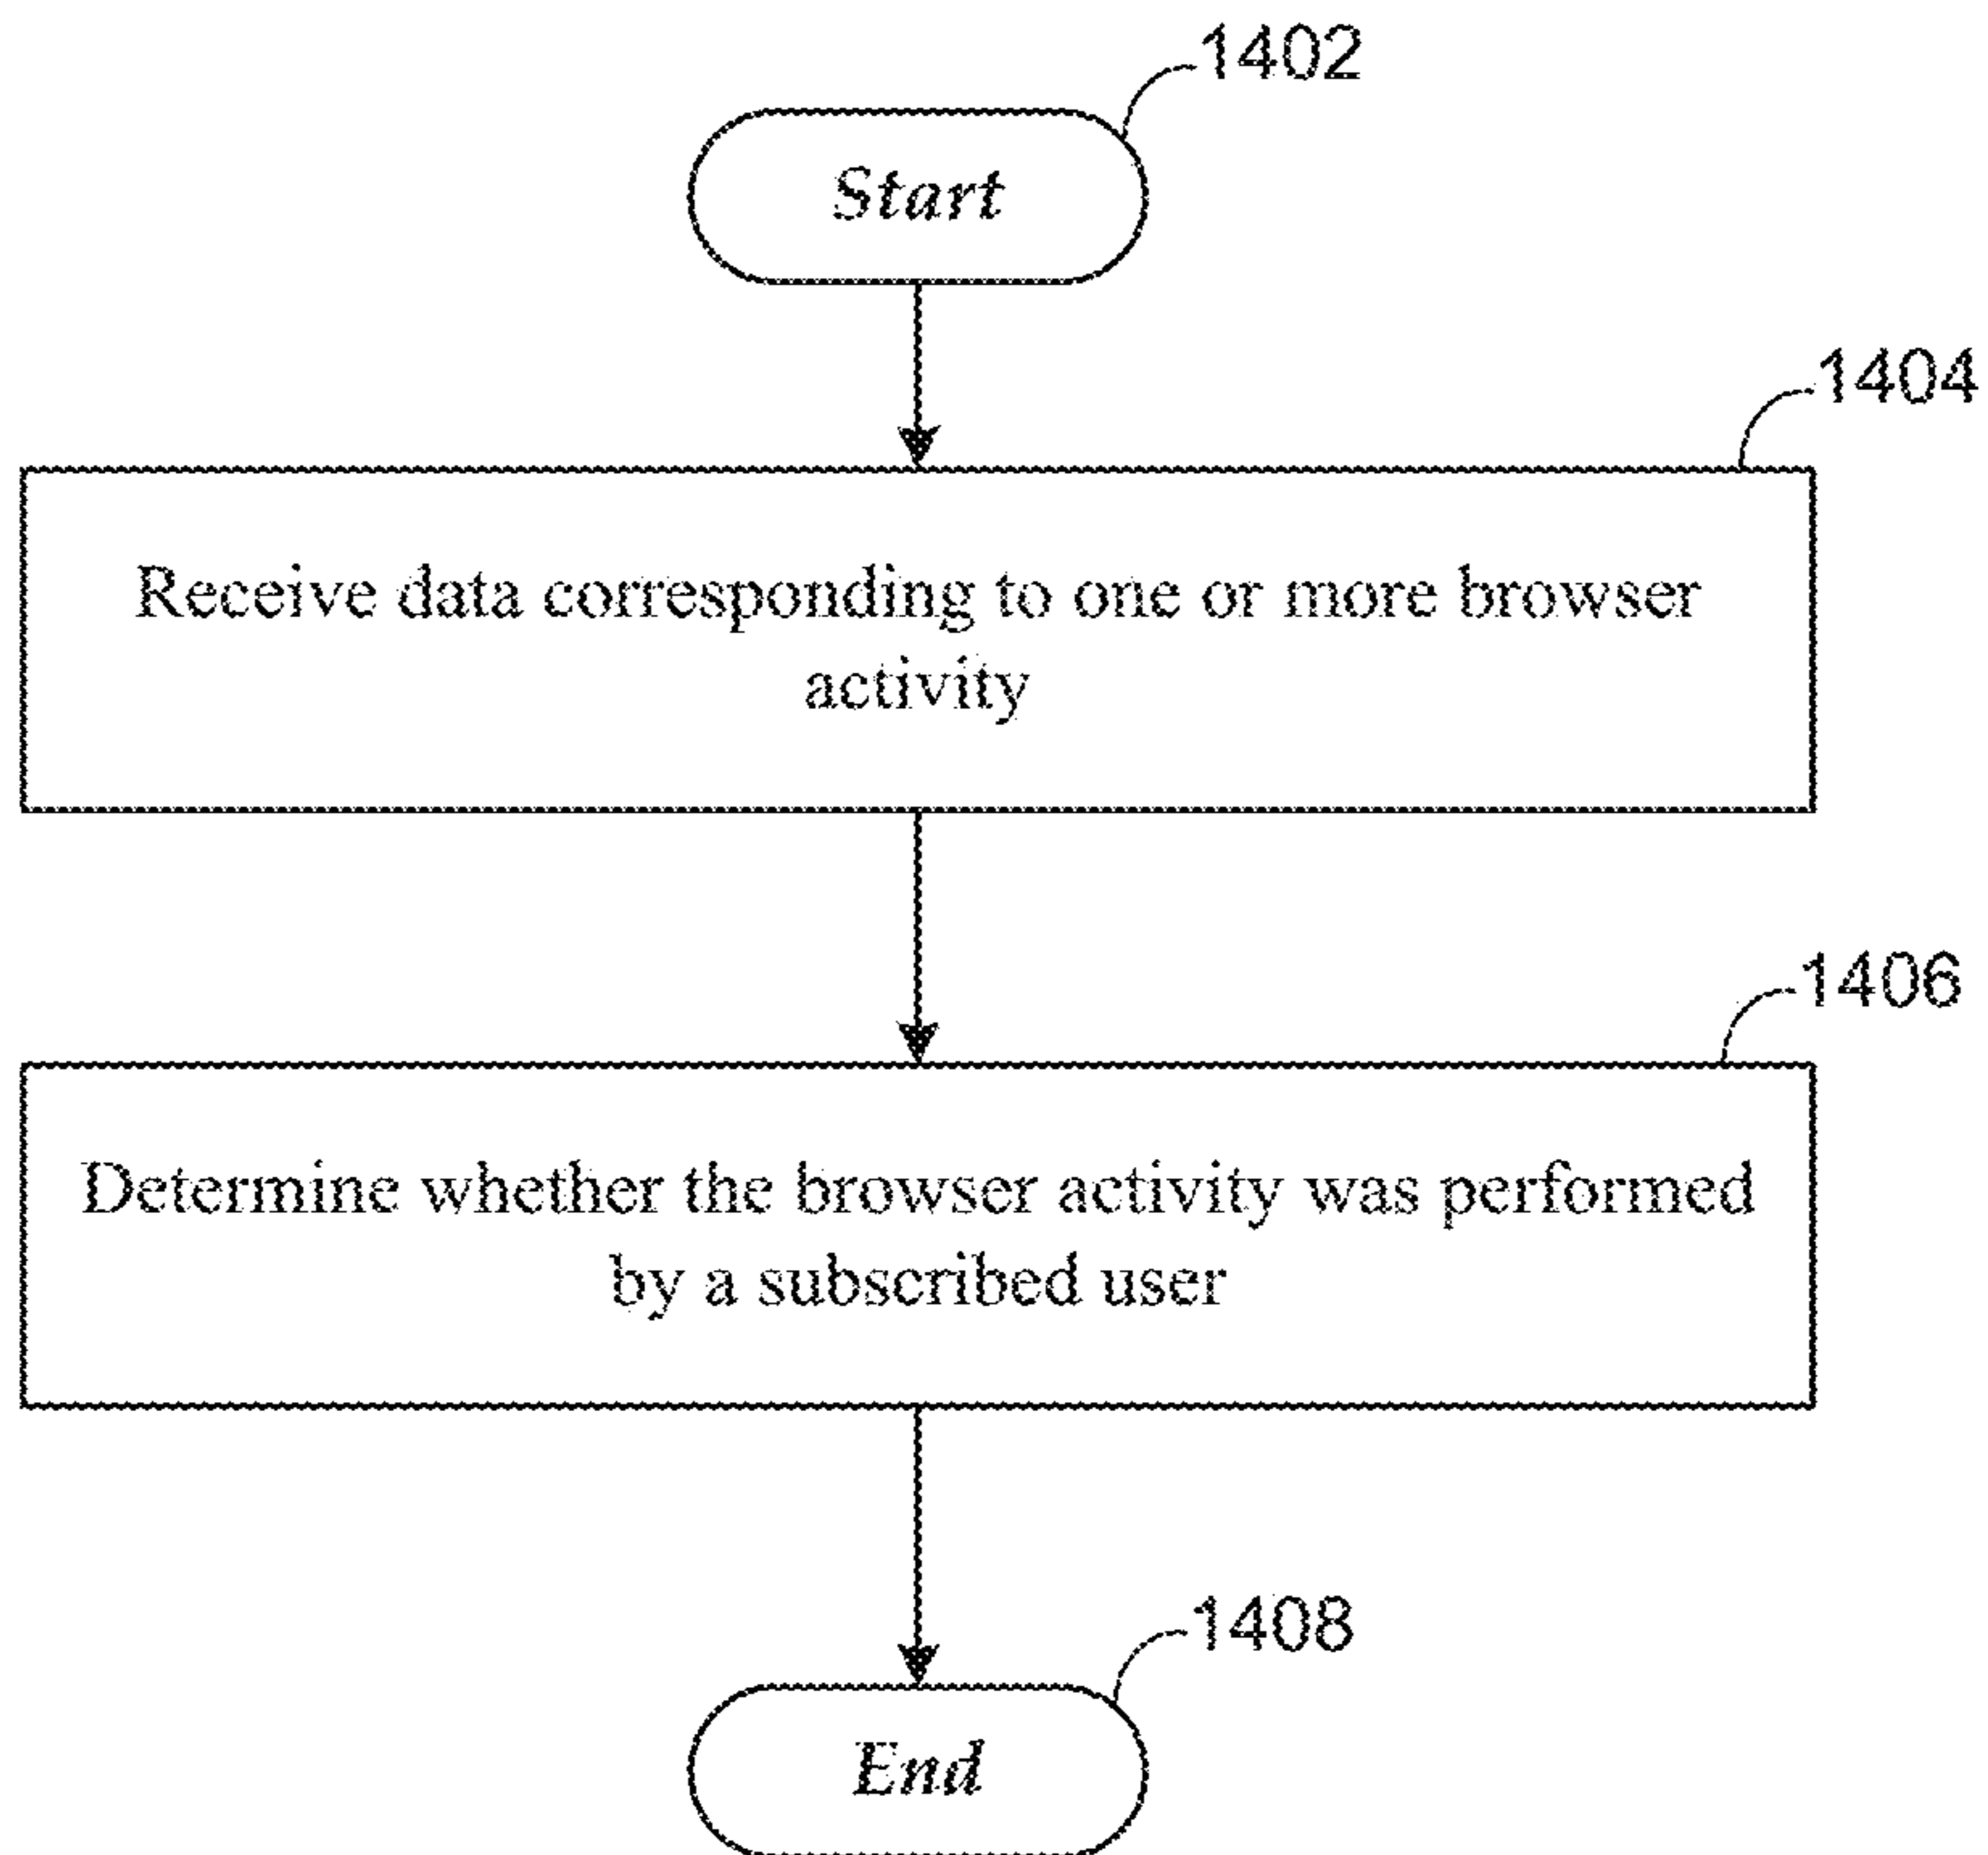 1402
Start
1404
Receive data corresponding to one or more browser
activity
1406
Determine whether the browser activity was performed
by a subscribed user
1408
End